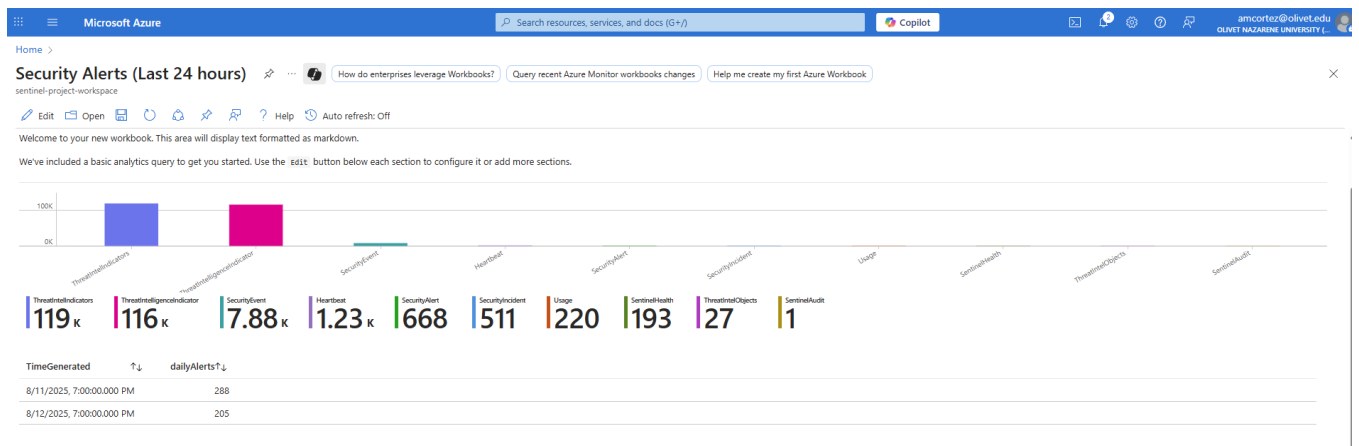 Microsoft Azure
Search resources, services, and docs (G+/)
Copilot
2
amcortez@olivet.edu
OLIVET NAZARENE UNIVERSITY (...
Home >
Security Alerts (Last 24 hours)
...
How do enterprises leverage Workbooks?
Query recent Azure Monitor workbooks changes
Help me create my first Azure Workbook
sentinel-project-workspace
Edit Open ? Help Auto refresh: Off
Welcome to your new workbook. This area will display text formatted as markdown.
We've included a basic analytics query to get you started. Use the Edit button below each section to configure it or add more sections.
100K
0K
ThreatIntelIndicators
ThreatIntelligenceIndicator
SecurityEvent
Heartbeat
SecurityAlert
SecurityIncident
Usage
SentinelHealth
ThreatIntelObjects
SentinelAudit
ThreatIntelIndicators
119 K
ThreatIntelligenceIndicator
116 K
SecurityEvent
7.88 K
Heartbeat
1.23 K
SecurityAlert
668
SecurityIncident
511
Usage
220
SentinelHealth
193
ThreatIntelObjects
27
SentinelAudit
1
TimeGenerated ↑↓ dailyAlerts↑↓
8/11/2025, 7:00:00.000 PM 288
8/12/2025, 7:00:00.000 PM 205